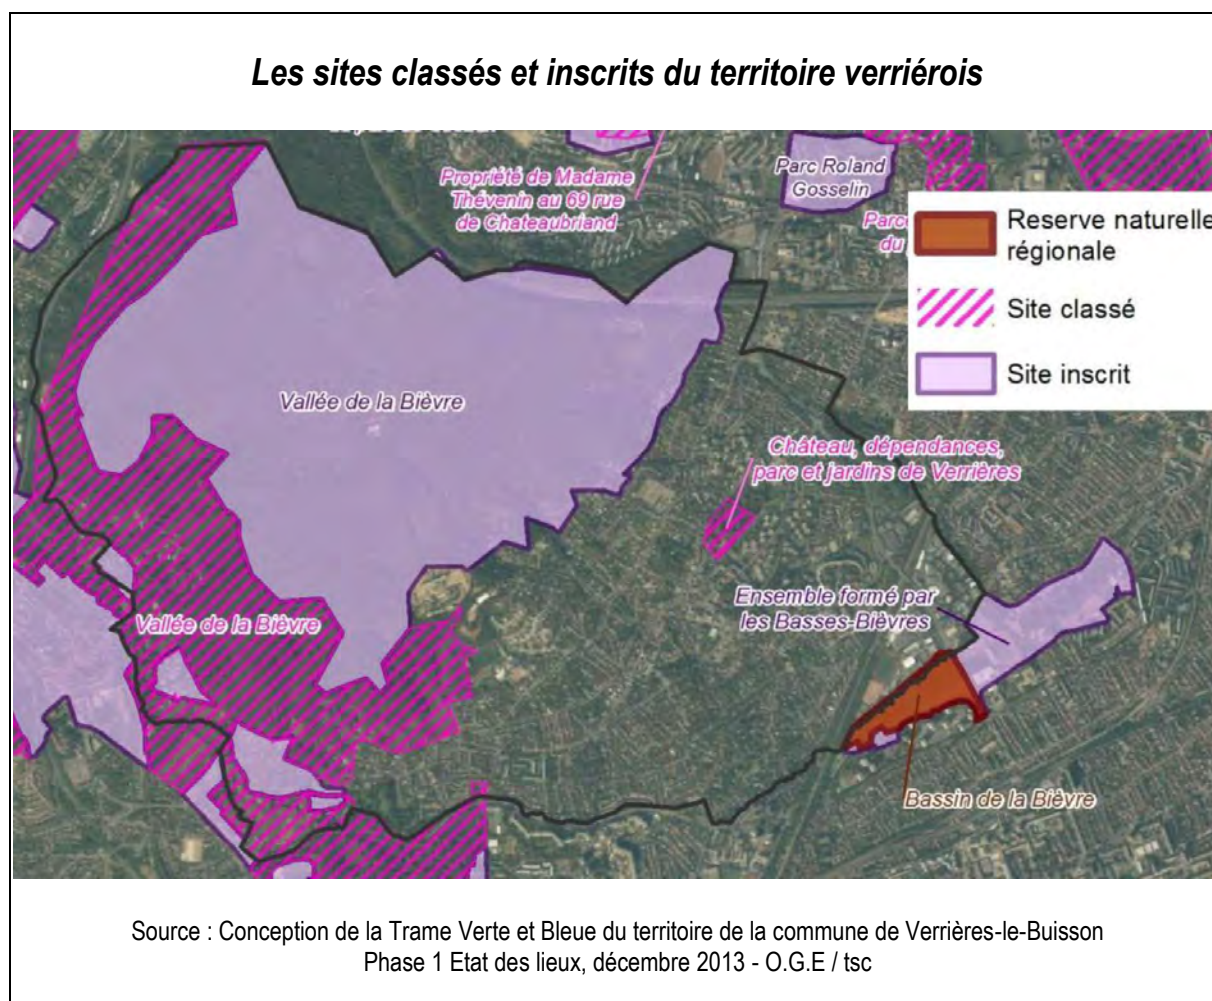 Les sites classés et inscrits du territoire verriérois
Propriété de Madame
Thévenin au 69 rue
de Chateaubriand
Parc Roland
Gosselin
Parc
du
Reserve naturelle
régionale
Site classé
Site inscrit
Vallée de la Bièvre
Château, dépendances,
parc et jardins de Verrières
Ensemble formé par
les Basses-Bièvres
Vallée de la Bièvre
Bassin de la Bièvre
Source : Conception de la Trame Verte et Bleue du territoire de la commune de Verrières-le-Buisson
Phase 1 Etat des lieux, décembre 2013 - O.G.E / tsc